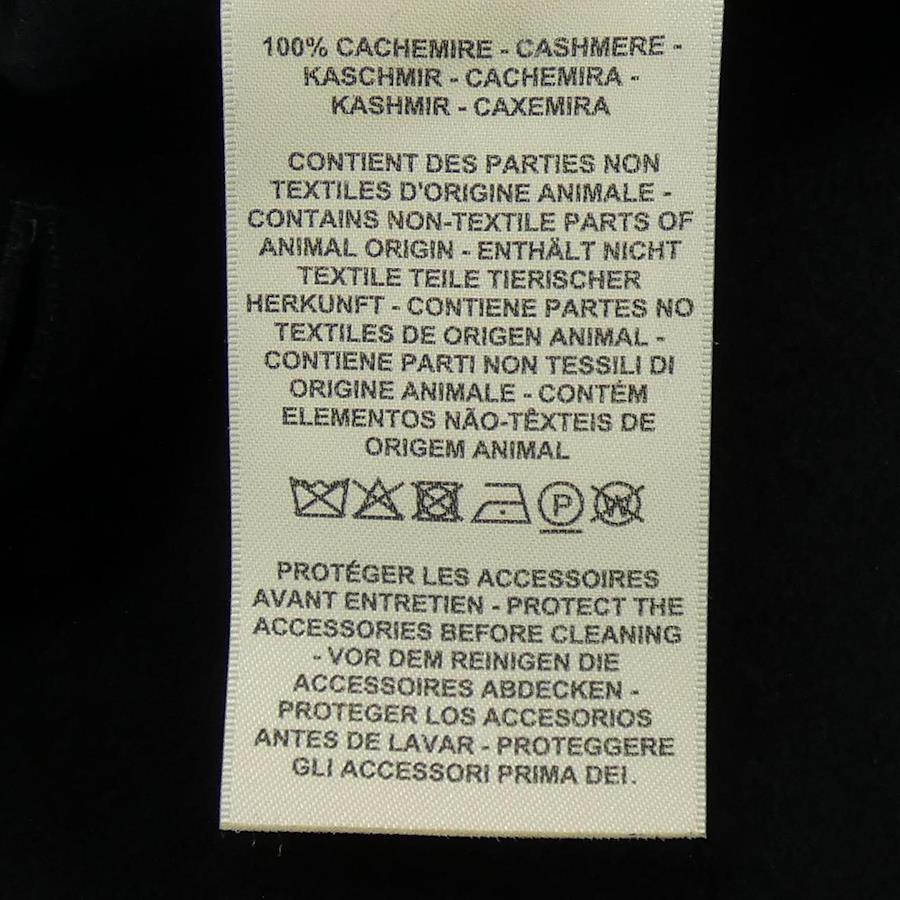 100% CACHEMIRE - CASHMERE -
KASCHMIR - CACHEMIRA -
KASHMIR - CAXEMIRA
CONTIENT DES PARTIES NON
TEXTILES D'ORIGINE ANIMALE -
CONTAINS NON-TEXTILE PARTS OF
ANIMAL ORIGIN - ENTHÄLT NICHT
TEXTILE TEILE TIERISCHER
HERKUNFT - CONTIENE PARTES NO
TEXTILES DE ORIGEN ANIMAL -
CONTIENE PARTI NON TESSILI DI
ORIGINE ANIMALE - CONTÉM
ELEMENTOS NÃO-TÊXTEIS DE
ORIGEM ANIMAL
P W
PROTÉGER LES ACCESSOIRES
AVANT ENTRETIEN - PROTECT THE
ACCESSORIES BEFORE CLEANING
- VOR DEM REINIGEN DIE
ACCESSOIRES ABDECKEN -
PROTEGER LOS ACCESORIOS
ANTES DE LAVAR - PROTEGGERE
GLI ACCESSORI PRIMA DEI.